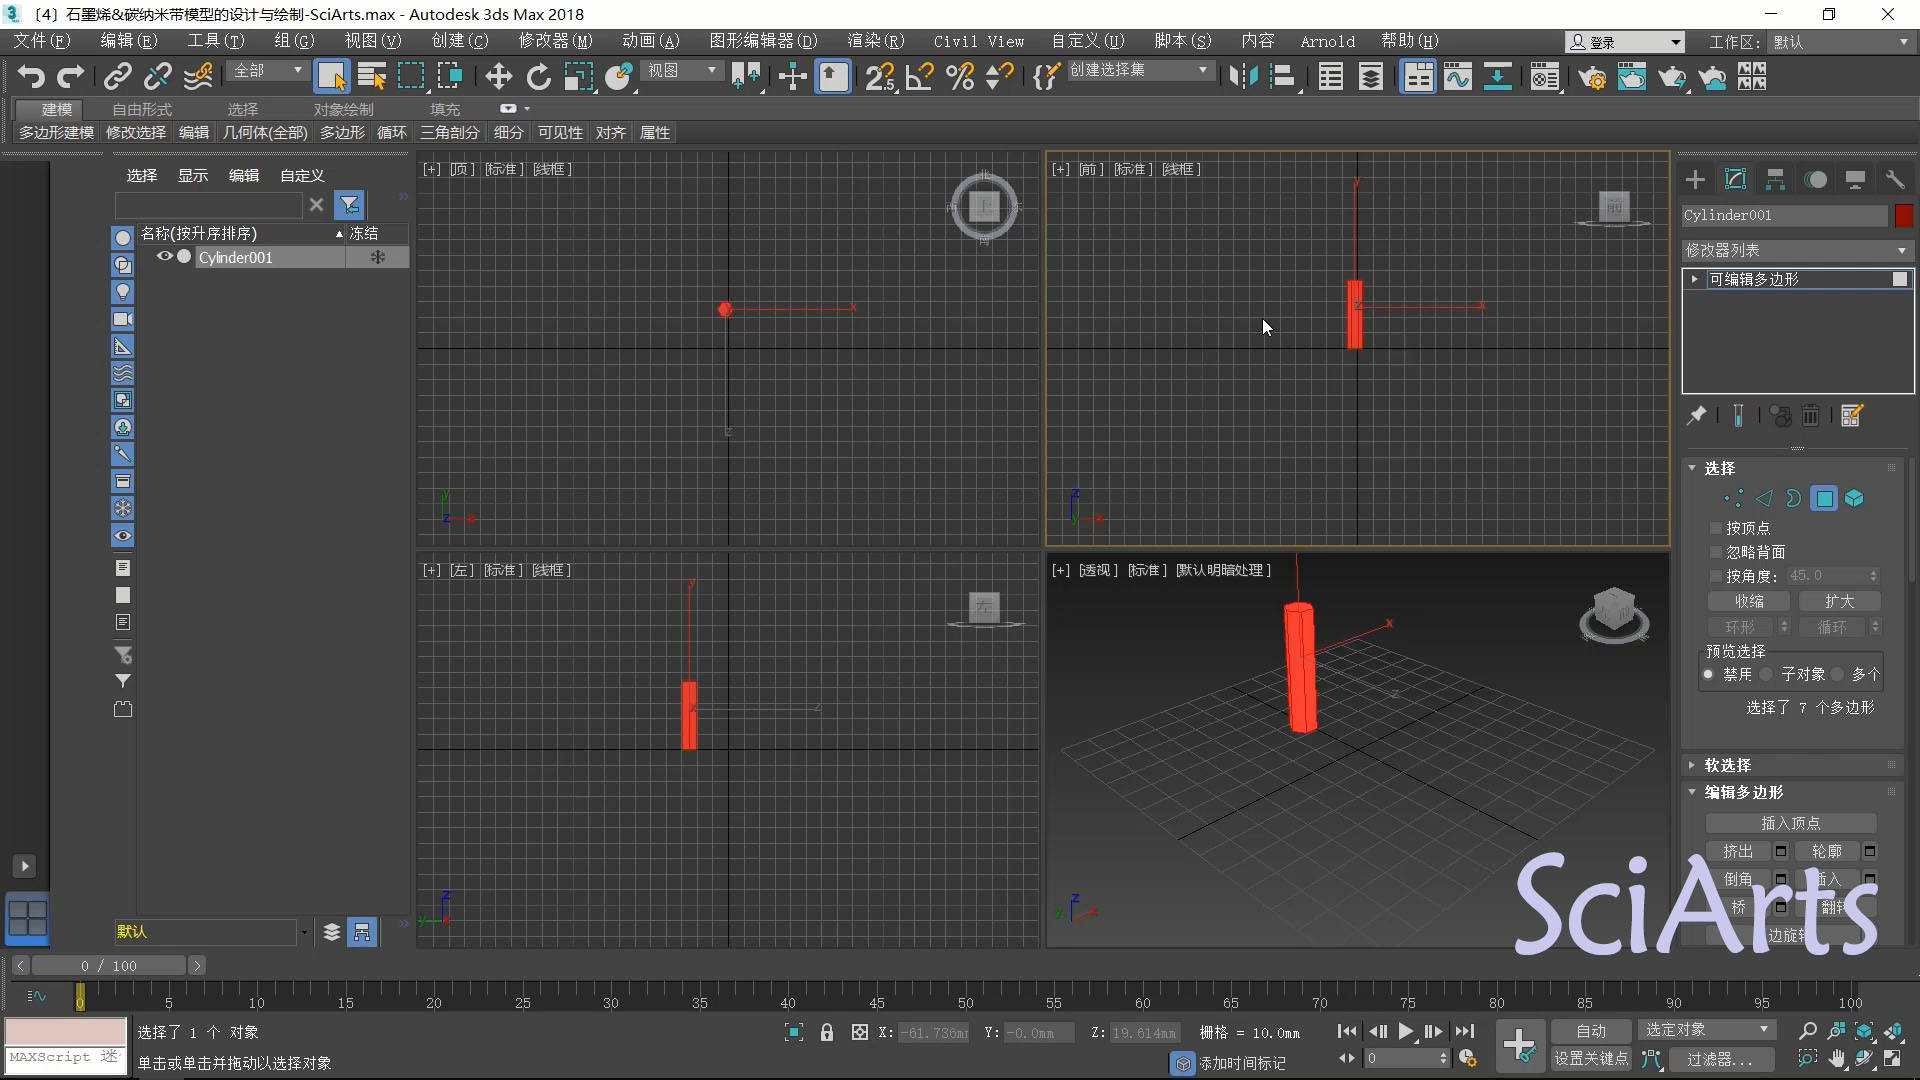 〔4〕石墨烯&碳纳米带模型的设计与绘制-SciArts.max - Autodesk 3ds Max 2018
文件(F) 编辑(E) 工具(T) 组(G) 视图(V) 创建(C) 修改器(M) 动画(A) 图形编辑器(D) 渲染(R) Civil View 自定义(U) 脚本(S) 内容 Arnold 帮助(H) 登录 工作区: 默认
全部 视图 创建选择集
建模 自由形式 选择 对象绘制 填充
多边形建模 修改选择 编辑 几何体(全部) 多边形 循环 三角剖分 细分 可见性 对齐 属性
选择 显示 编辑 自定义
名称(按升序排序) 冻结
Cylinder001
默认
[+] [顶] [标准] [线框]
上
[+] [前] [标准] [线框]
前
[+] [左] [标准] [线框]
左
[+] [透视] [标准] [默认明暗处理]
Cylinder001
修改器列表
可编辑多边形
选择
按顶点
忽略背面
按角度: 45.0
收缩 扩大
环形 循环
预览选择
禁用 子对象 多个
选择了 7 个多边形
软选择
编辑多边形
插入顶点
挤出 轮廓
倒角 插入
桥 翻转
SciArts
0 / 100
0 5 10 15 20 25 30 35 40 45 50 55 60 65 70 75 80 85 90 95 100
选择了 1 个 对象
X: -61.736m Y: -0.0mm Z: 19.614mm 栅格 = 10.0mm
自动 选定对象
MAXScript 迷
单击或单击并拖动以选择对象
添加时间标记
0
设置关键点 过滤器...